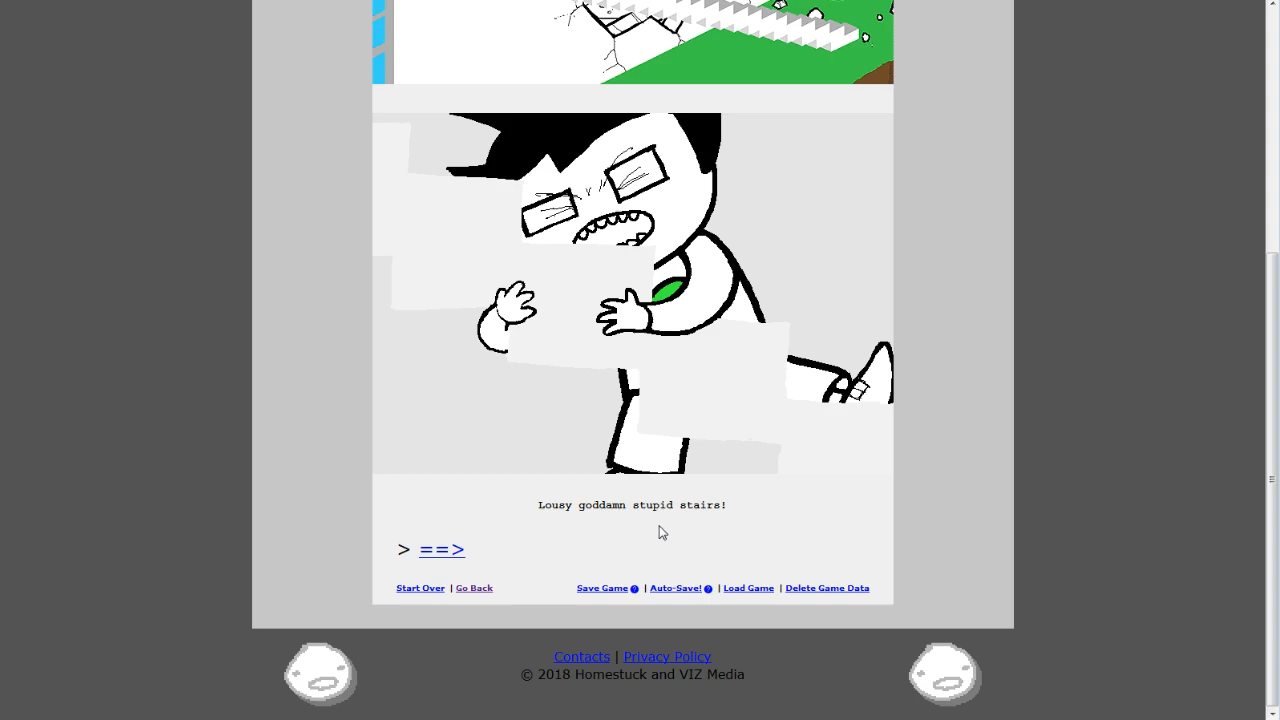 Lousy goddamn stupid stairs!
> ==>
Start Over | Go Back Save Game ? | Auto-Save! ? | Load Game | Delete Game Data
Contacts | Privacy Policy
© 2018 Homestuck and VIZ Media